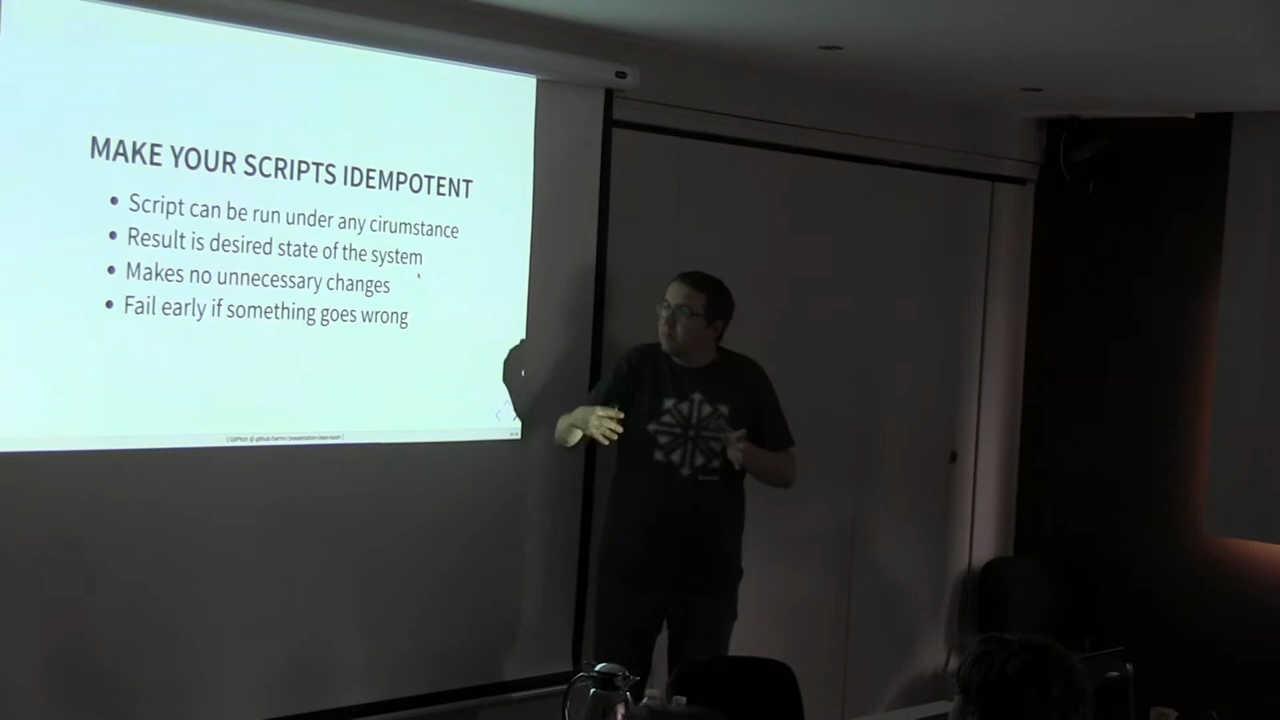 MAKE YOUR SCRIPTS IDEMPOTENT
• Script can be run under any cirumstance
• Result is desired state of the system
• Makes no unnecessary changes
• Fail early if something goes wrong